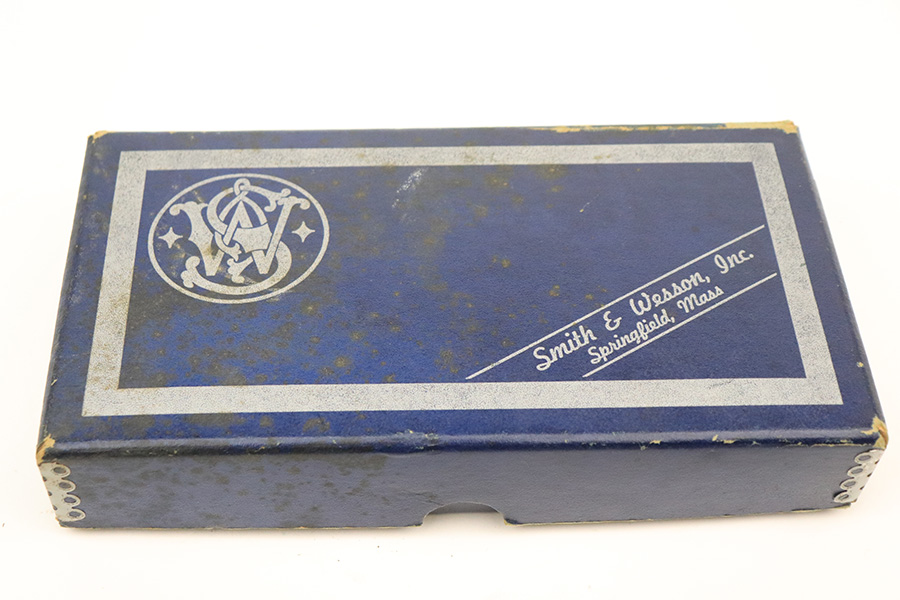 S&W
Smith & Wesson, Inc.
Springfield, Mass